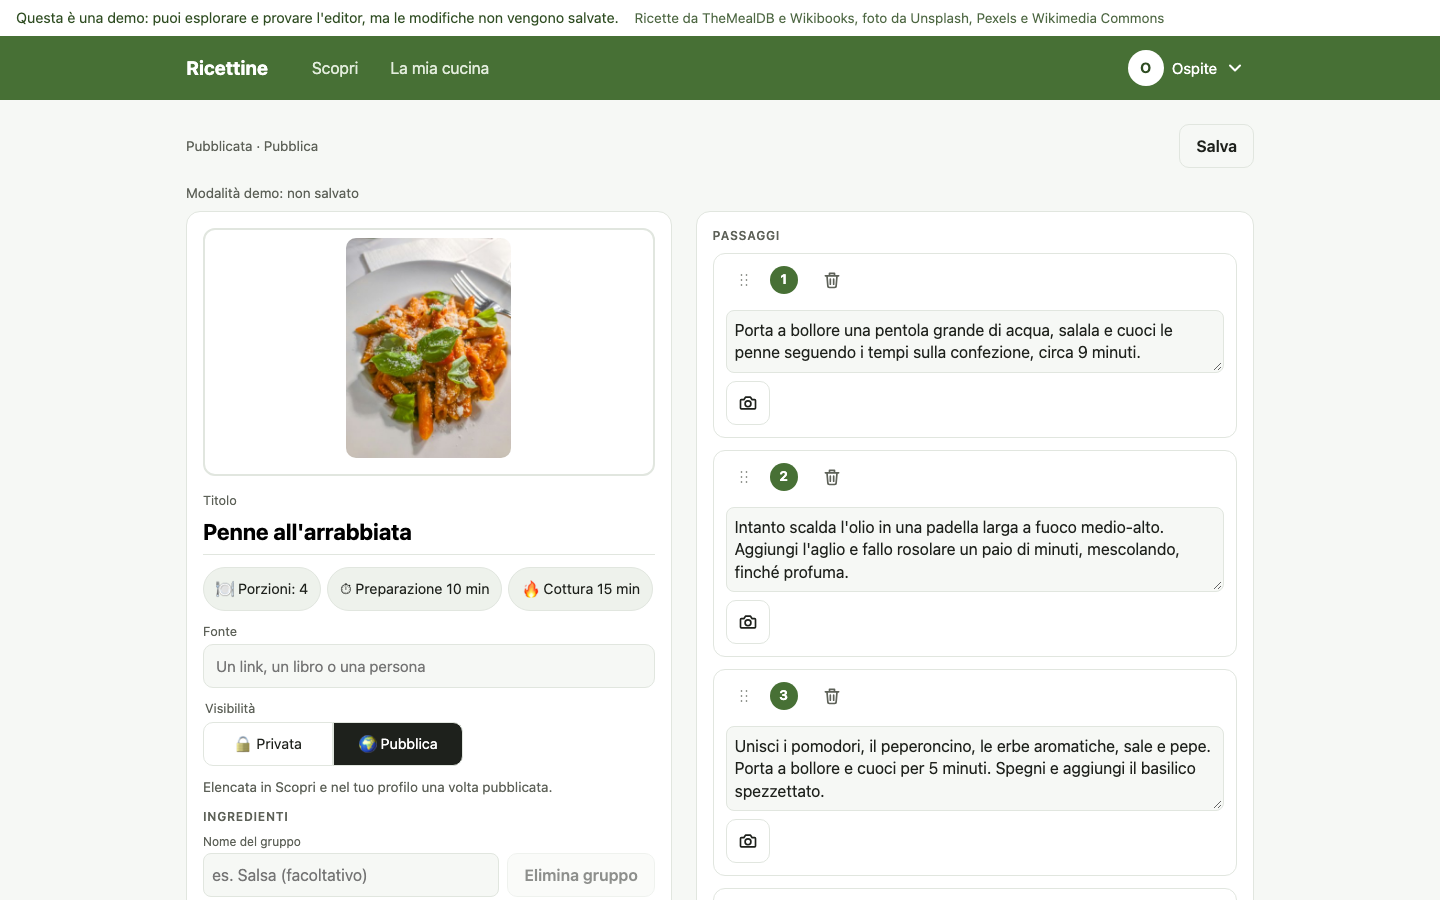 Questa è una demo: puoi esplorare e provare l'editor, ma le modifiche non vengono salvate. Ricette da TheMealDB e Wikibooks, foto da Unsplash, Pexels e Wikimedia Commons
Ricettine Scopri La mia cucina O Ospite
Pubblicata · Pubblica
Salva
Modalità demo: non salvato
Titolo
Penne all'arrabbiata
Porzioni: 4
Preparazione 10 min
Cottura 15 min
Fonte
Un link, un libro o una persona
Visibilità
Privata
Pubblica
Elencata in Scopri e nel tuo profilo una volta pubblicata.
INGREDIENTI
Nome del gruppo
es. Salsa (facoltativo)
Elimina gruppo
PASSAGGI
1
Porta a bollore una pentola grande di acqua, salala e cuoci le
penne seguendo i tempi sulla confezione, circa 9 minuti.
2
Intanto scalda l'olio in una padella larga a fuoco medio-alto.
Aggiungi l'aglio e fallo rosolare un paio di minuti, mescolando,
finché profuma.
3
Unisci i pomodori, il peperoncino, le erbe aromatiche, sale e pepe.
Porta a bollore e cuoci per 5 minuti. Spegni e aggiungi il basilico
spezzettato.